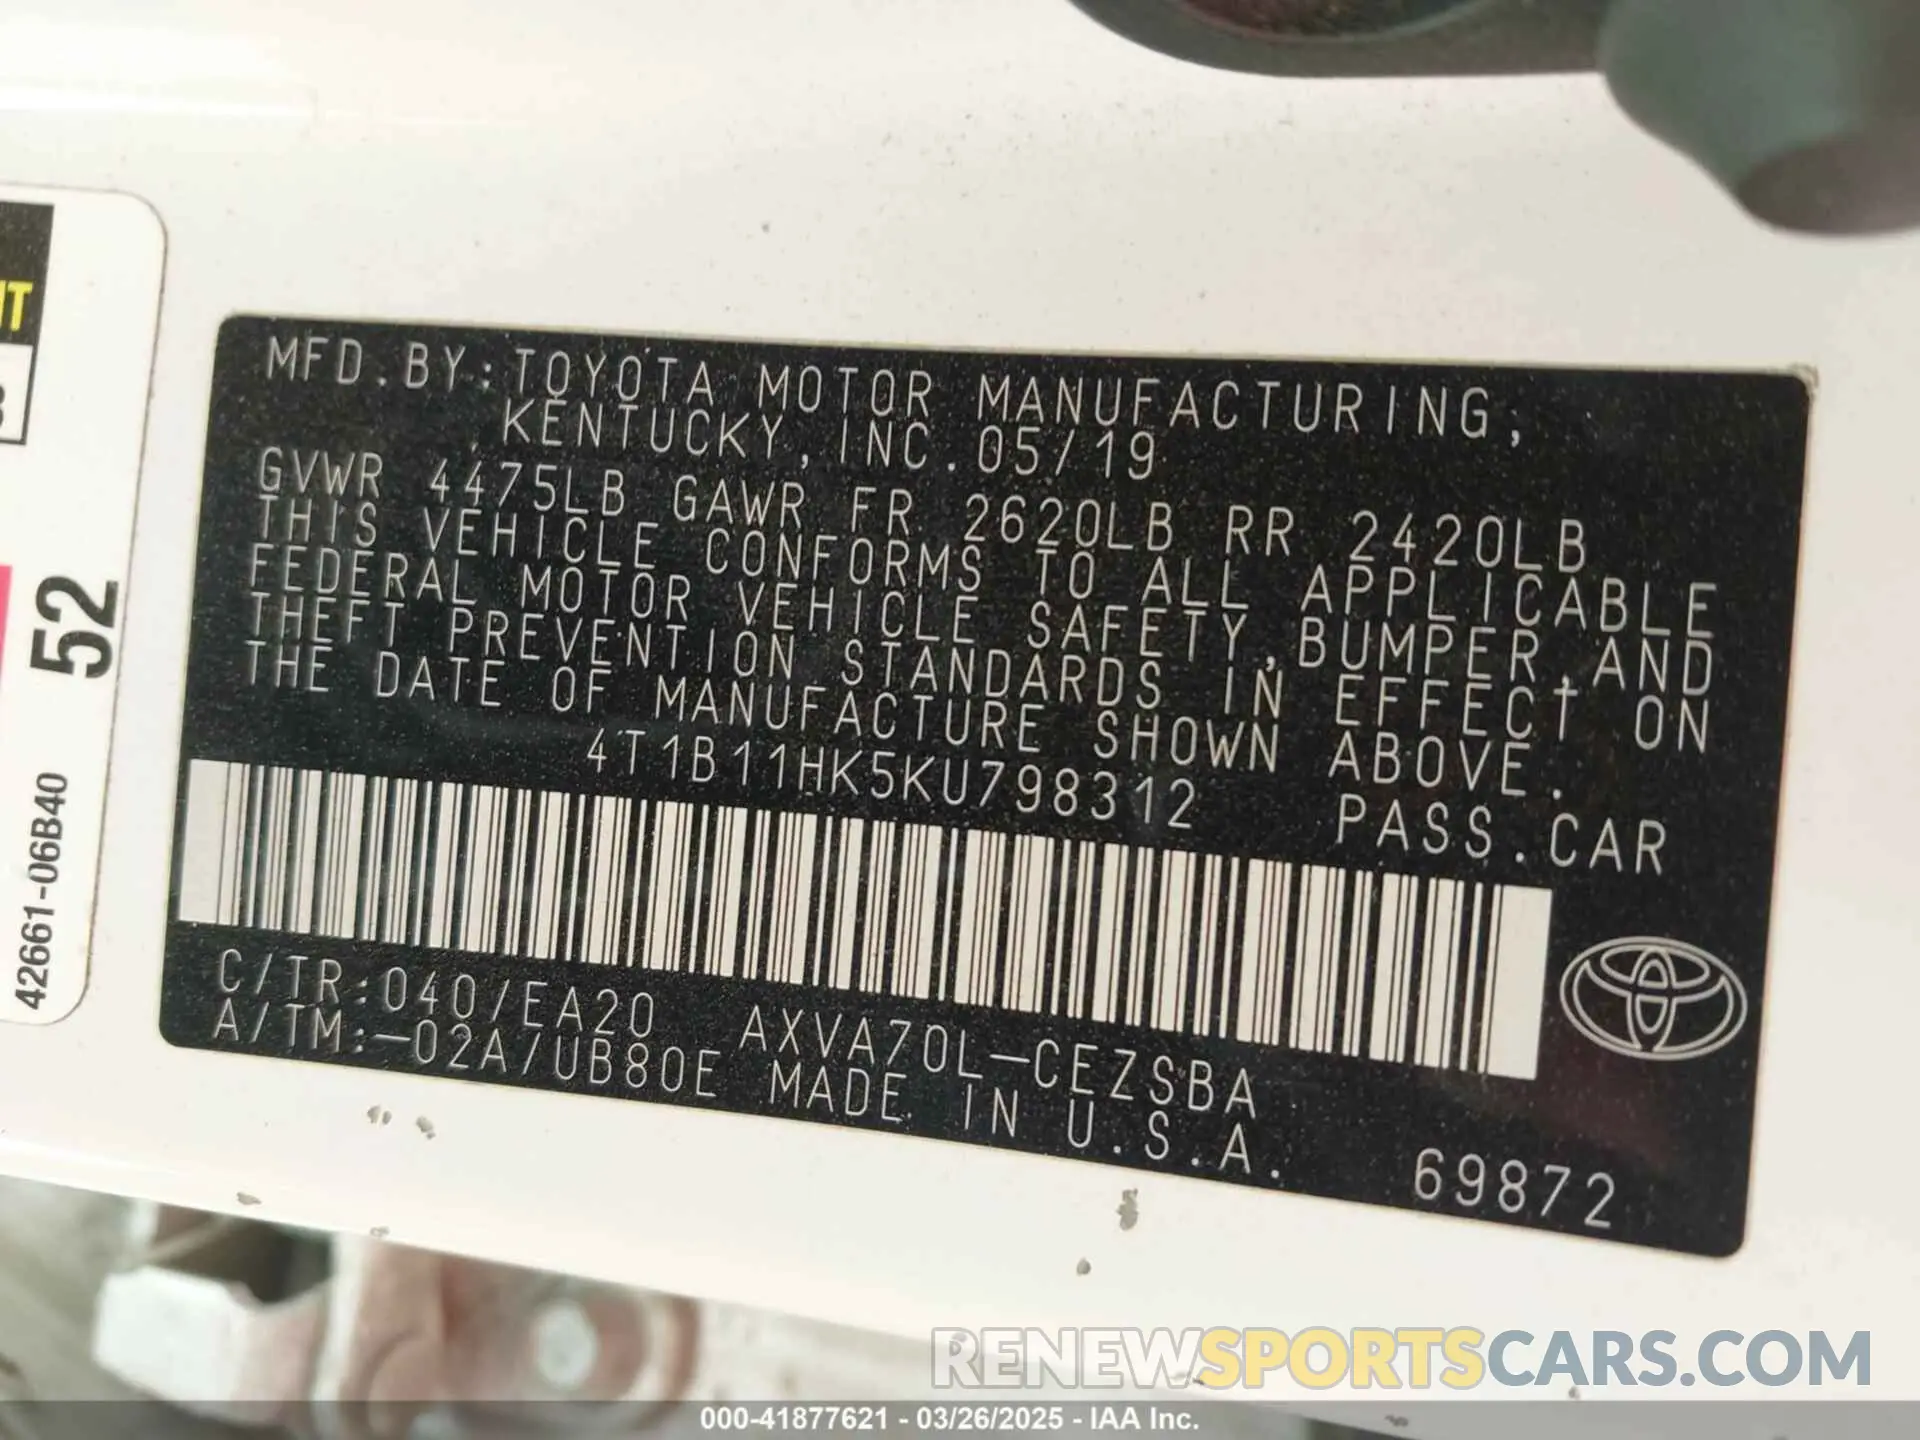 MFD.BY:TOYOTA MOTOR MANUFACTURING,
KENTUCKY,INC.05/19
GVWR 4475LB GAWR FR 2620LB RR 2420LB
THIS VEHICLE CONFORMS TO ALL APPLICABLE
FEDERAL MOTOR VEHICLE SAFETY,BUMPER,AND
THEFT PREVENTION STANDARDS IN EFFECT ON
THE DATE OF MANUFACTURE SHOWN ABOVE.
4T1B11HK5KU798312 PASS.CAR
C/TR:040/EA20 AXVA70L-CEZSBA
A/TM:-02A/UB80E MADE IN U.S.A.
69872
52
42661-06B40
RENEWSPORTSCARS.COM
000-41877621 - 03/26/2025 - IAA Inc.